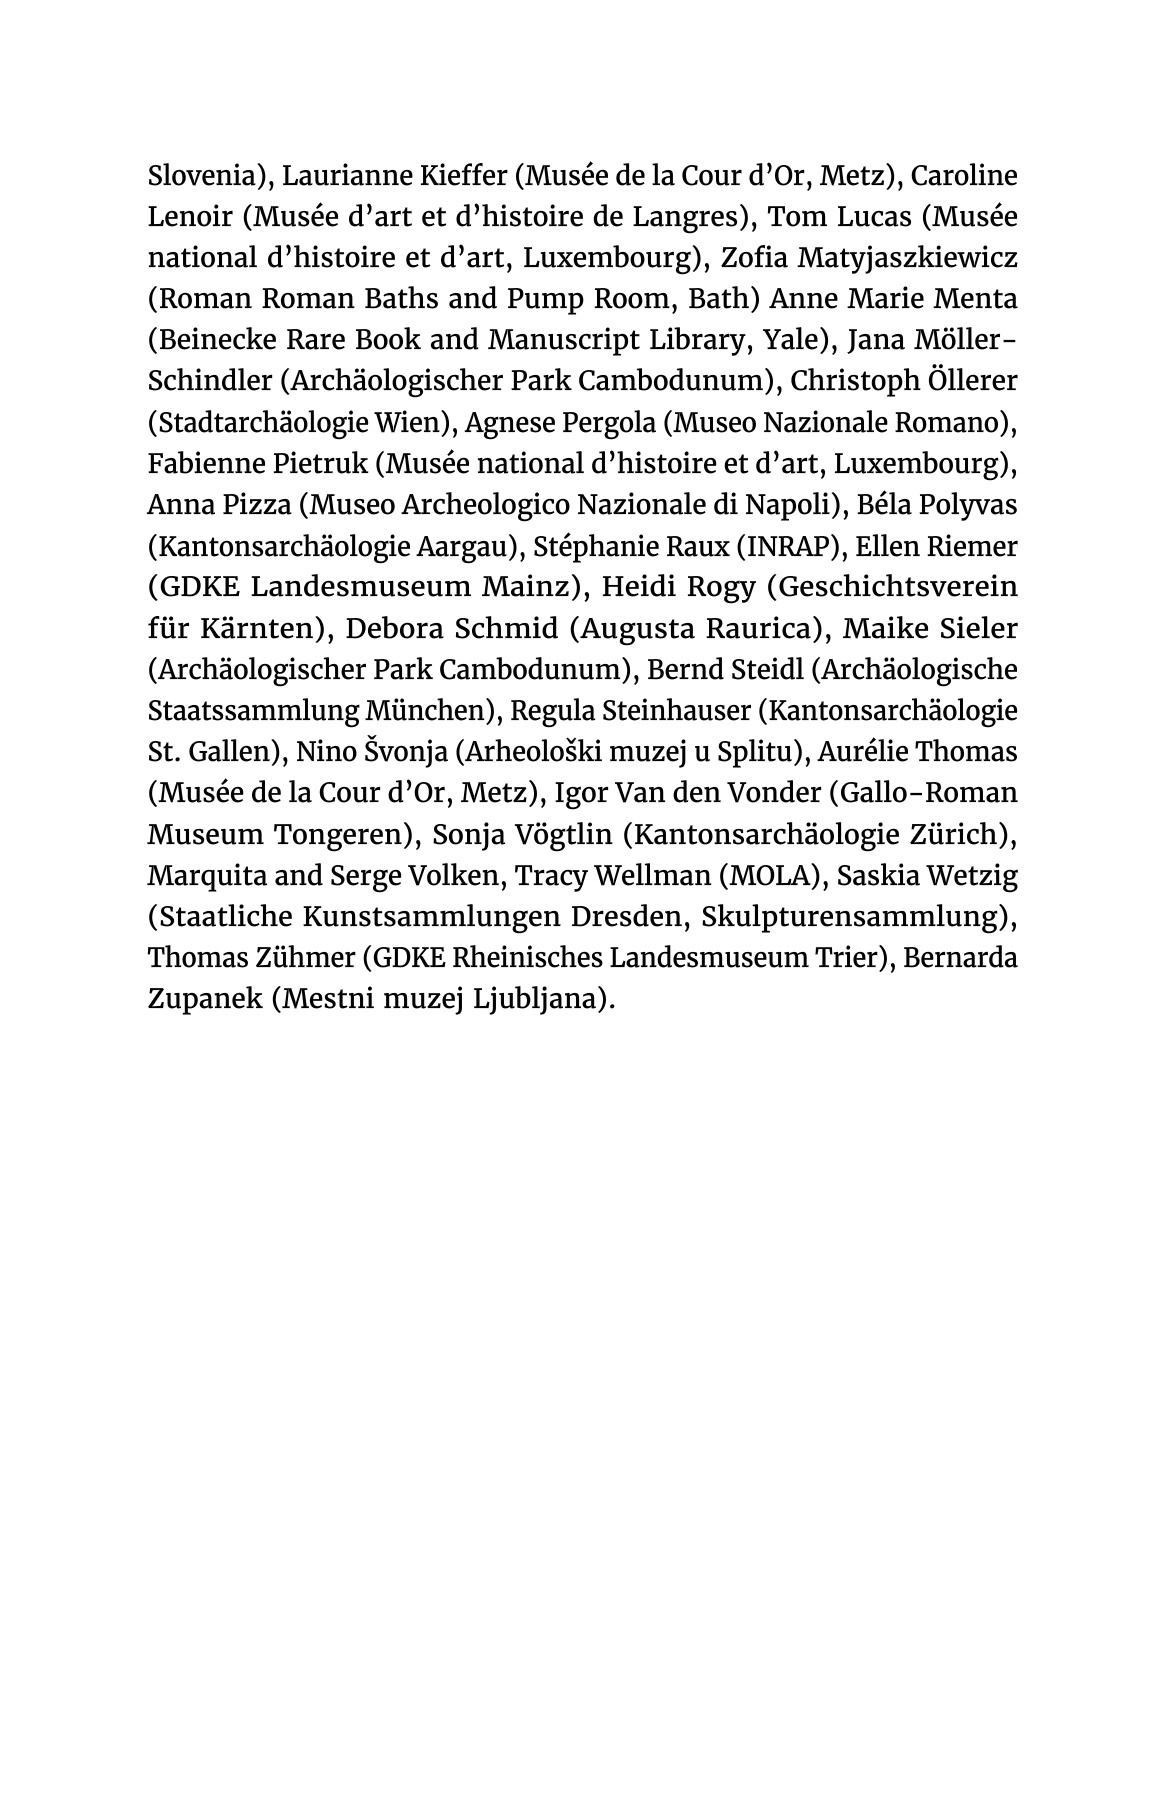 Slovenia), Laurianne Kieffer (Musée de la Cour d’Or, Metz), Caroline
Lenoir (Musée d’art et d’histoire de Langres), Tom Lucas (Musée
national d’histoire et d’art, Luxembourg), Zofia Matyjaszkiewicz
(Roman Roman Baths and Pump Room, Bath) Anne Marie Menta
(Beinecke Rare Book and Manuscript Library, Yale), Jana Möller-
Schindler (Archäologischer Park Cambodunum), Christoph Öllerer
(Stadtarchäologie Wien), Agnese Pergola (Museo Nazionale Romano),
Fabienne Pietruk (Musée national d’histoire et d’art, Luxembourg),
Anna Pizza (Museo Archeologico Nazionale di Napoli), Béla Polyvas
(Kantonsarchäologie Aargau), Stéphanie Raux (INRAP), Ellen Riemer
(GDKE Landesmuseum Mainz), Heidi Rogy (Geschichtsverein
für Kärnten), Debora Schmid (Augusta Raurica), Maike Sieler
(Archäologischer Park Cambodunum), Bernd Steidl (Archäologische
Staatssammlung München), Regula Steinhauser (Kantonsarchäologie
St. Gallen), Nino Švonja (Arheološki muzej u Splitu), Aurélie Thomas
(Musée de la Cour d’Or, Metz), Igor Van den Vonder (Gallo-Roman
Museum Tongeren), Sonja Vögtlin (Kantonsarchäologie Zürich),
Marquita and Serge Volken, Tracy Wellman (MOLA), Saskia Wetzig
(Staatliche Kunstsammlungen Dresden, Skulpturensammlung),
Thomas Zühmer (GDKE Rheinisches Landesmuseum Trier), Bernarda
Zupanek (Mestni muzej Ljubljana).